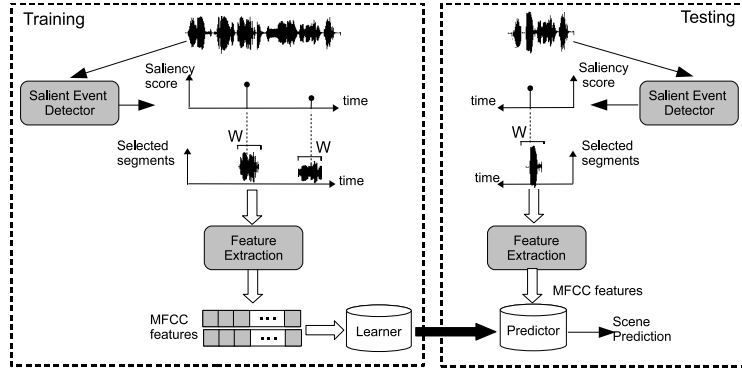 Training
Saliency
score
Salient Event
Detector
time
W
W
Selected
segments
time
Feature
Extraction
MFCC
features
...
...
Learner
Testing
Saliency
score
Salient Event
Detector
time
W
Selected
segments
time
Feature
Extraction
MFCC features
Predictor
Scene
Prediction